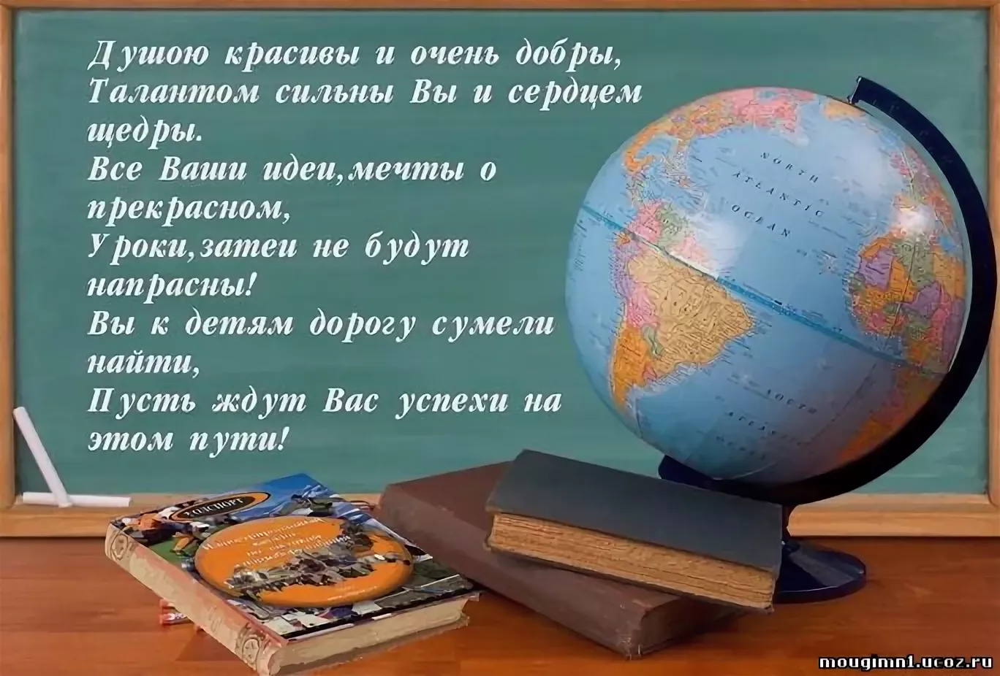 Душою красивы и очень добры,
Талантом сильны Вы и сердцем
щедры.
Все Ваши идеи,мечты о
прекрасном,
Уроки,затеи не будут
напрасны!
Вы к детям дорогу сумели
найти,
Пусть ждут Вас успехи на
этом пути!
NORTH
ATLANTIC
OCEAN
mougimn1.ucoz.ru